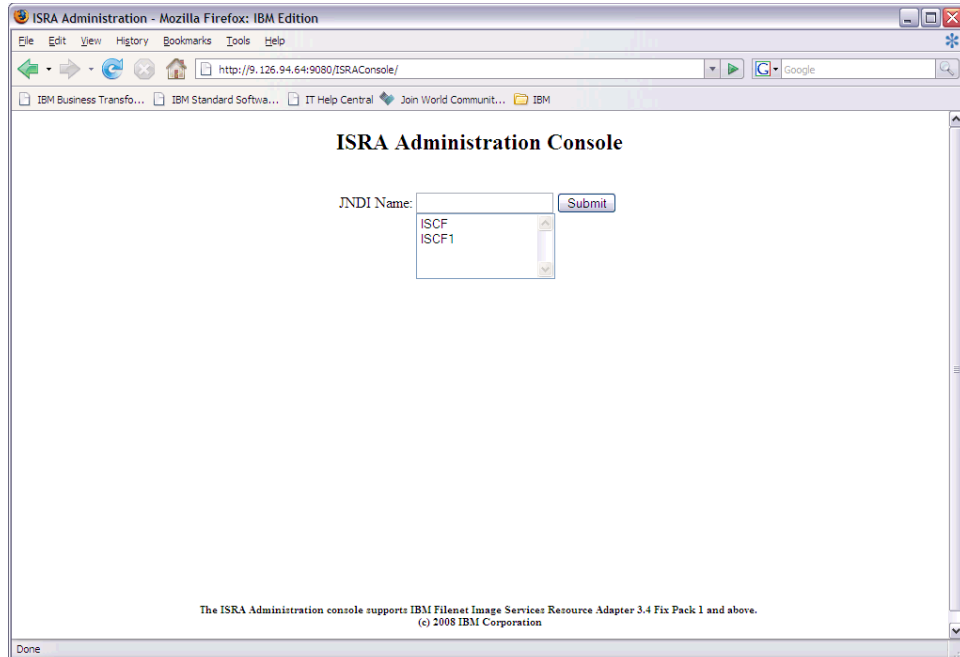 ISRA Administration - Mozilla Firefox: IBM Edition
File Edit View History Bookmarks Tools Help
http://9.126.94.64:9080/ISRAConsole/
G Google
IBM Business Transfo... IBM Standard Softwa... IT Help Central Join World Communit... IBM
ISRA Administration Console
JNDI Name: Submit
ISCF
ISCF1
The ISRA Administration console supports IBM Filenet Image Services Resource Adapter 3.4 Fix Pack 1 and above.
(c) 2008 IBM Corporation
Done